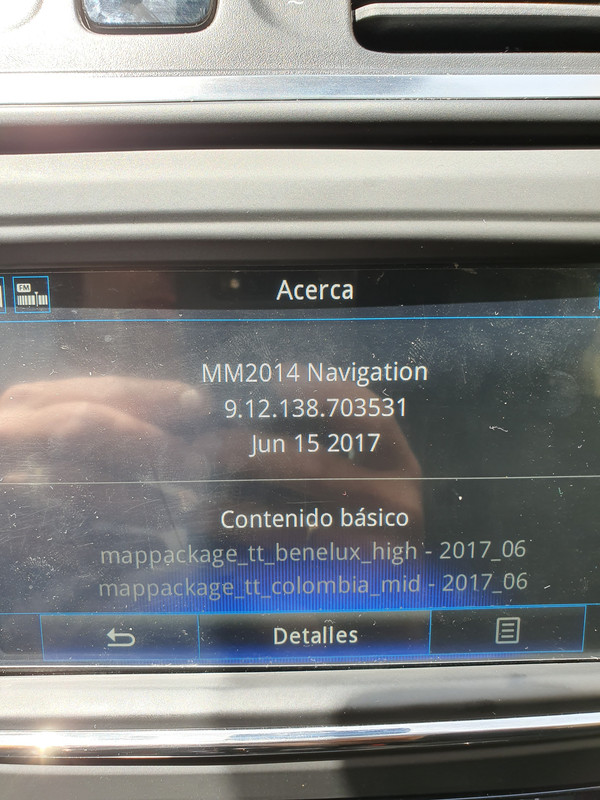 FM
Acerca
MM2014 Navigation
9.12.138.703531
Jun 15 2017
Contenido básico
mappackage_tt_benelux_high - 2017_06
mappackage_tt_colombia_mid - 2017_06
Detalles